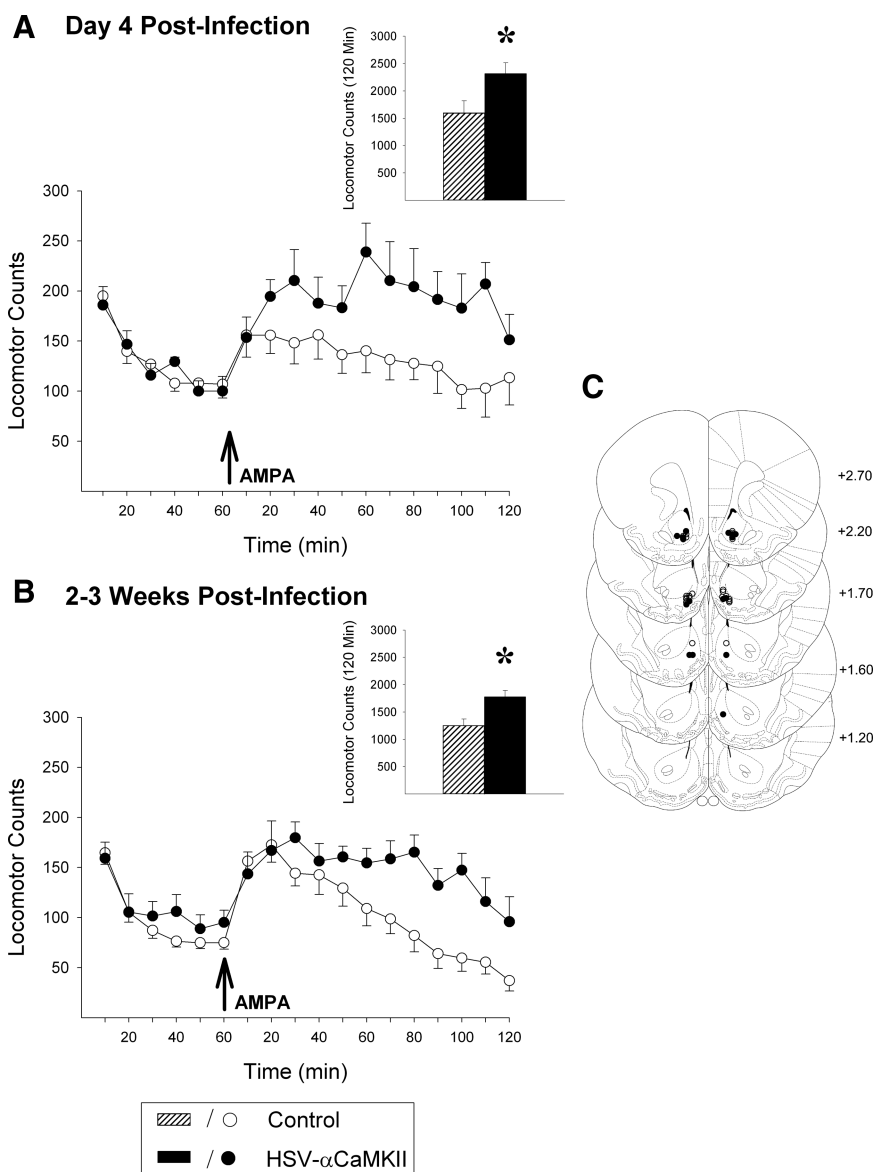 A Day 4 Post-Infection
Locomotor Counts (120 Min)
3000
2500
2000
1500
1000
500
*
Locomotor Counts
300
250
200
150
100
50
AMPA
20 40 60 20 40 60 80 100 120
Time (min)
B 2-3 Weeks Post-Infection
Locomotor Counts (120 Min)
3000
2500
2000
1500
1000
500
*
Locomotor Counts
300
250
200
150
100
50
AMPA
20 40 60 20 40 60 80 100 120
Time (min)
/ Control
/ HSV-αCaMKII
C
+2.70
+2.20
+1.70
+1.60
+1.20